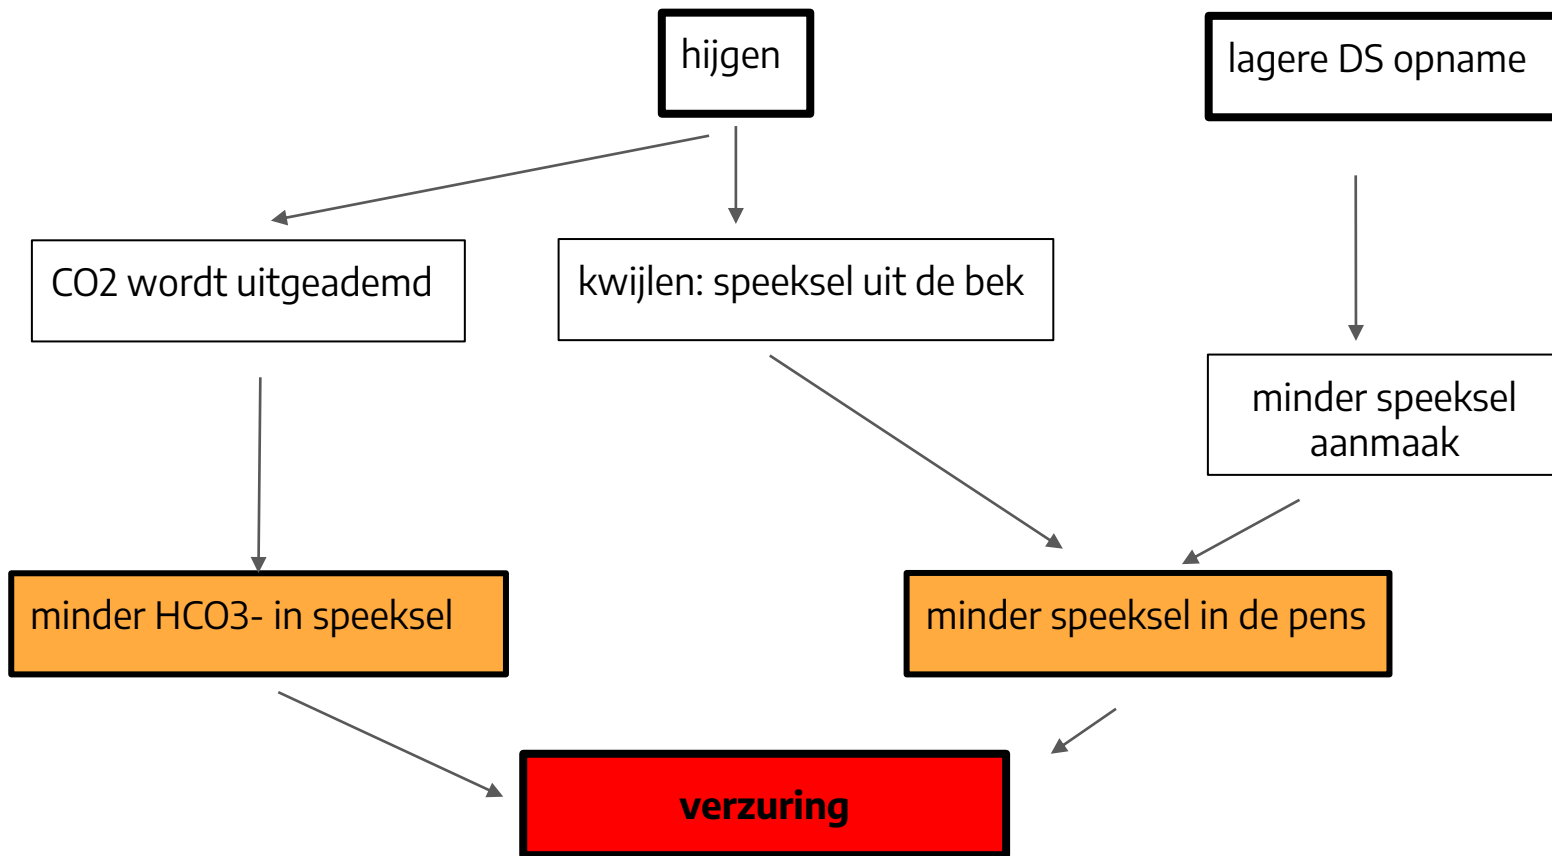 hijgen
lagere DS opname
CO2 wordt uitgeademd
kwijlen: speeksel uit de bek
minder speeksel
aanmaak
minder HCO3- in speeksel
minder speeksel in de pens
verzuring